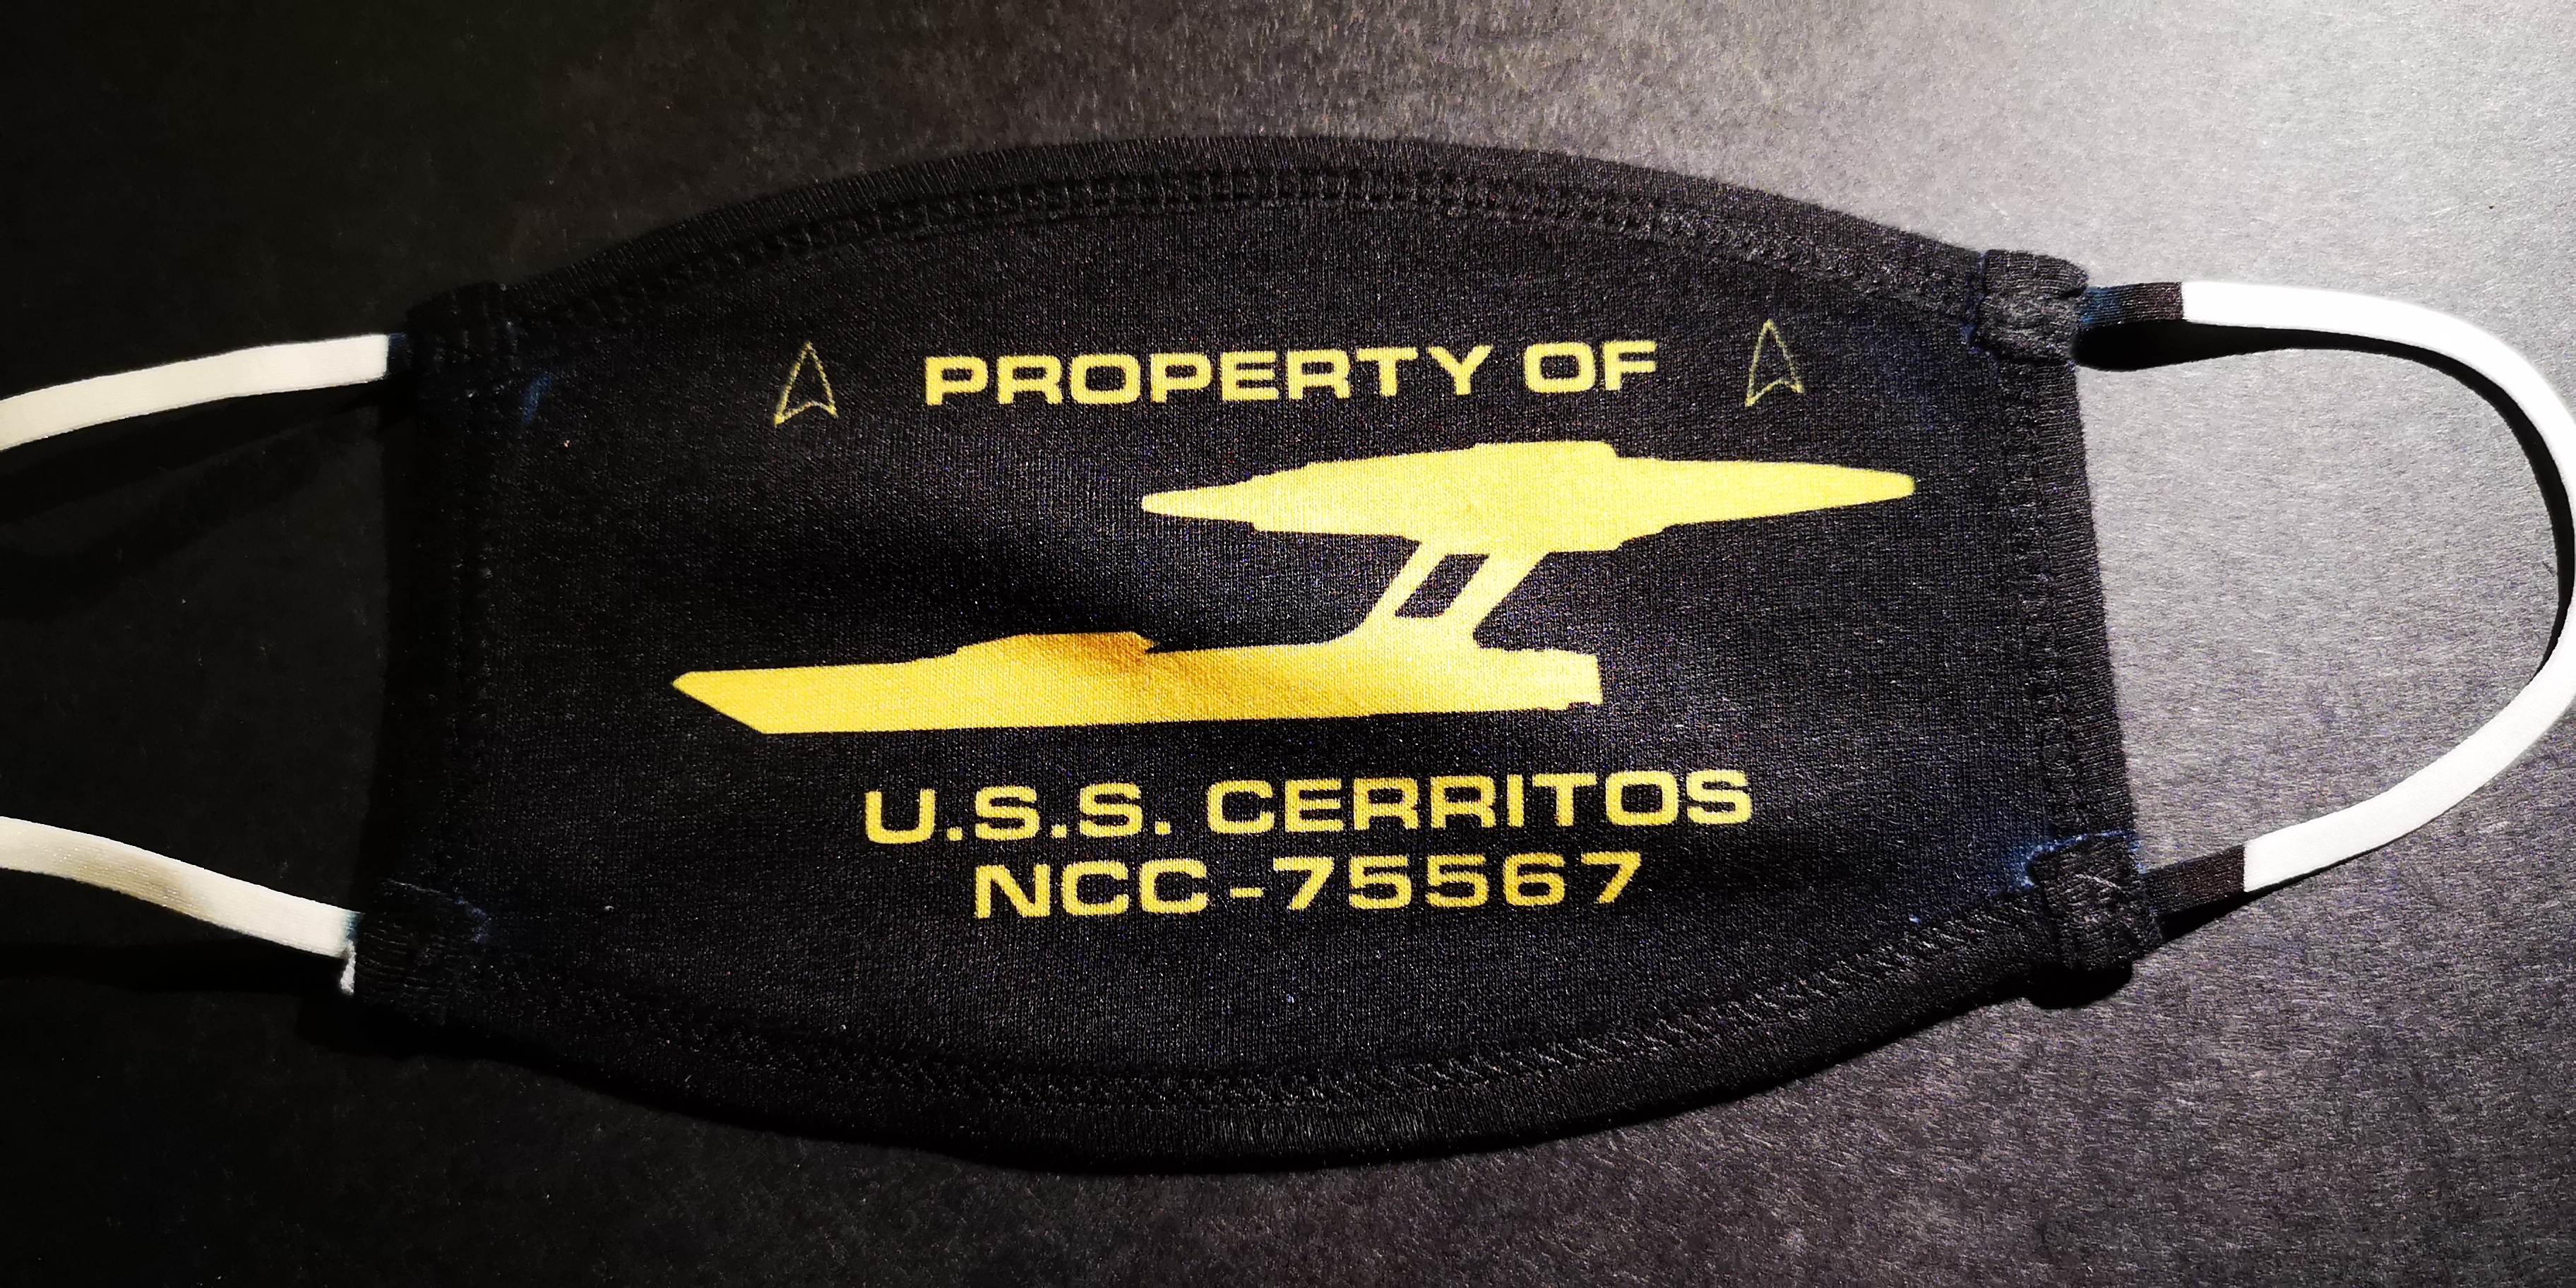 PROPERTY OF
U.S.S. CERRITOS
NCC-75567